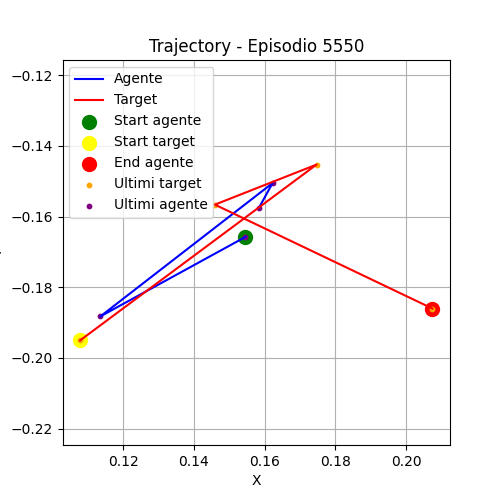 Trajectory - Episodio 5550
Agente
Target
Start agente
Start target
End agente
Ultimi target
Ultimi agente
−0.12
−0.14
−0.16
−0.18
−0.20
−0.22
0.12
0.14
0.16
0.18
0.20
X